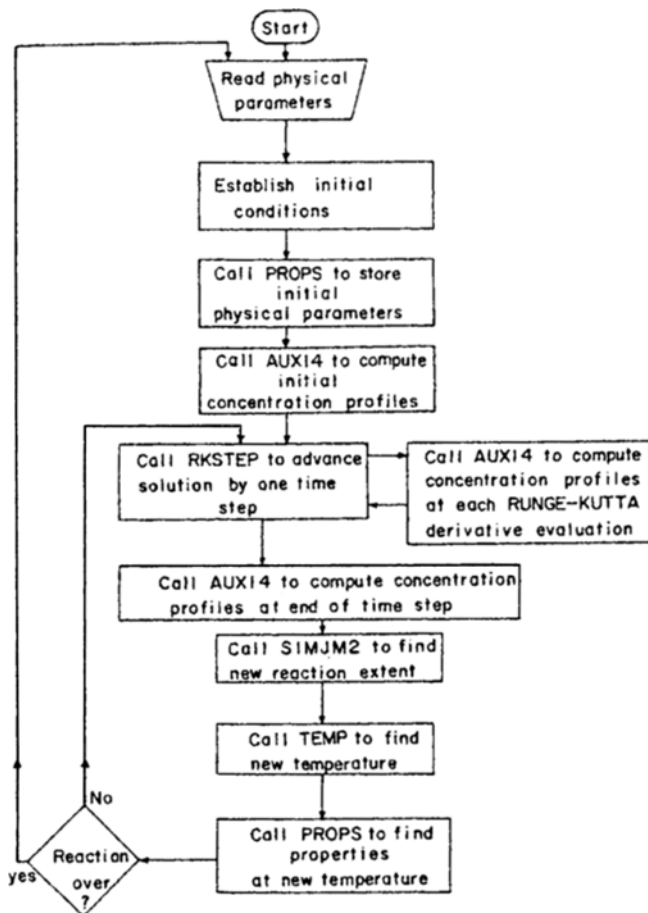 Start
Read physical
parameters
Establish initial
conditions
Call PROPS to store
initial
physical parameters
Call AUX14 to compute
initial
concentration profiles
Call RKSTEP to advance
solution by one time
step
Call AUX14 to compute
concentration profiles
at each RUNGE-KUTTA
derivative evaluation
Call AUX14 to compute concentration
profiles at end of time step
Call SIMJM2 to find
new reaction extent
Call TEMP to find
new temperature
Call PROPS to find
properties
at new temperature
No
yes
Reaction
over
?